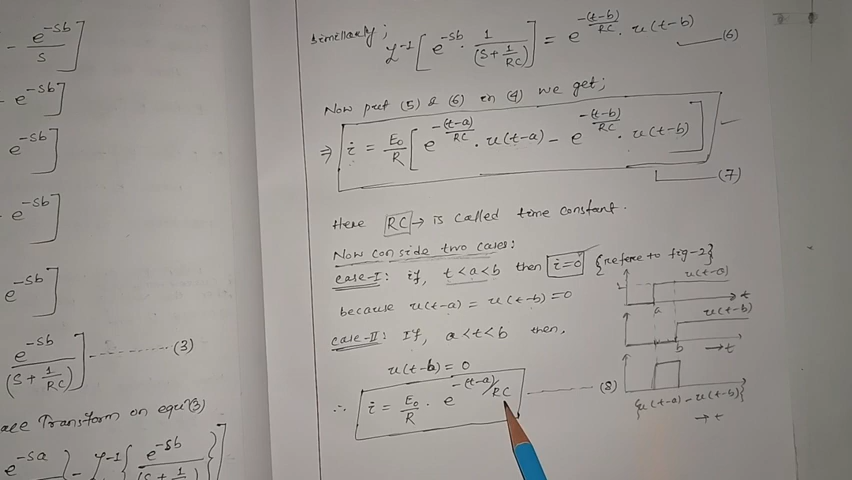 - e^{-sb}/s ]
- e^{-sb} ]
e^{-sb} ]
- e^{-sb} ]
e^{-sb} ]
e^{-sb}/(s + 1/RC) ------ (3)
ace Transform on equ(3)
e^{-sa} } - L^{-1} { e^{-sb}/(s + 1/ } ]
Similarly;
L^{-1} [ e^{-sb} · 1/(s + 1/RC) ] = e^{-(t-b)/RC} · u(t-b) — (6)
Now put (5) & (6) in (4) we get;
⇒ i = E₀/R [ e^{-(t-a)/RC} · u(t-a) - e^{-(t-b)/RC} · u(t-b) ]
(7)
Here RC → is called time constant.
Now conside two cases:
case-I: if, t < a < b then i=0 {refere to fig-2}
because u(t-a) = u(t-b) = 0
case-II: If, a < t < b then,
u(t-b) = 0
∴ i = E₀/R · e^{-(t-a)/RC} ------ (8)
u(t-a)
a
t
u(t-b)
b
→ t
{u(t-a) - u(t-b)}
→ t